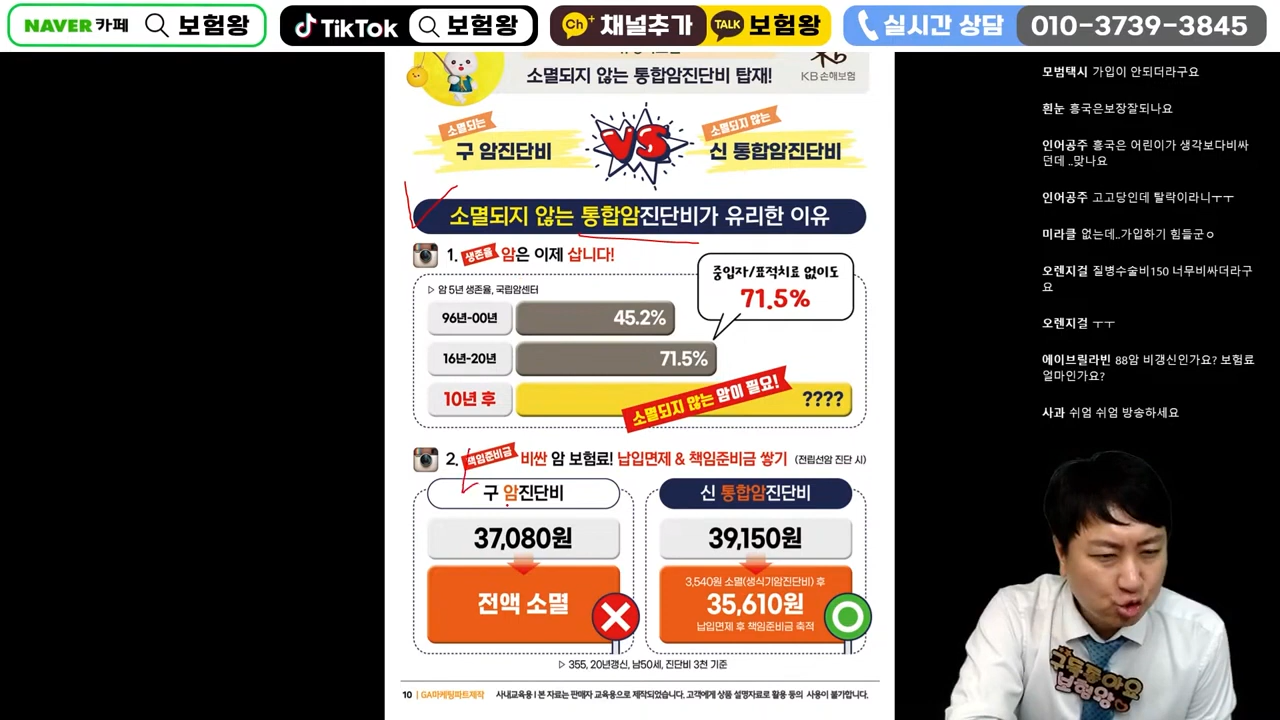 NAVER 카페 보험왕
TikTok 보험왕
Ch+ 채널추가 TALK 보험왕
실시간 상담 010-3739-3845
소멸되지 않는 통합암진단비 탑재!
KB손해보험
소멸되는
구 암진단비
VS
소멸되지 않는
신 통합암진단비
소멸되지 않는 통합암진단비가 유리한 이유
1. 생존율 암은 이제 삽니다!
▷ 암 5년 생존율, 국립암센터
중입자/표적치료 없이도
71.5%
96년-00년 45.2%
16년-20년 71.5%
10년 후 ????
소멸되지 않는 암이 필요!
2. 책임준비금 비싼 암 보험료! 납입면제 & 책임준비금 쌓기 (전립선암 진단 시)
구 암진단비
37,080원
전액 소멸
신 통합암진단비
39,150원
3,540원 소멸(생식기암진단비) 후
35,610원
납입면제 후 책임준비금 축적
▷ 355, 20년갱신, 남50세, 진단비 3천 기준
10 | GA마케팅파트제작 사내교육용 I 본 자료는 판매자 교육용으로 제작되었습니다. 고객에게 상품 설명자료로 활용 등의 사용이 불가합니다.
모범택시 가입이 안되더라구요
흰눈 흥국은보장잘되나요
인어공주 흥국은 어린이가 생각보다비싸
던데 ..맞나요
인어공주 고고당인데 탈락이라니ㅜㅜ
미라클 없는데..가입하기 힘들군ㅇ
오렌지걸 질병수술비150 너무비싸더라구
요
오렌지걸 ㅜㅜ
에이브릴라빈 88암 비갱신인가요? 보험료
얼마인가요?
사과 쉬엄 쉬엄 방송하세요
구독좋아요
보험왕